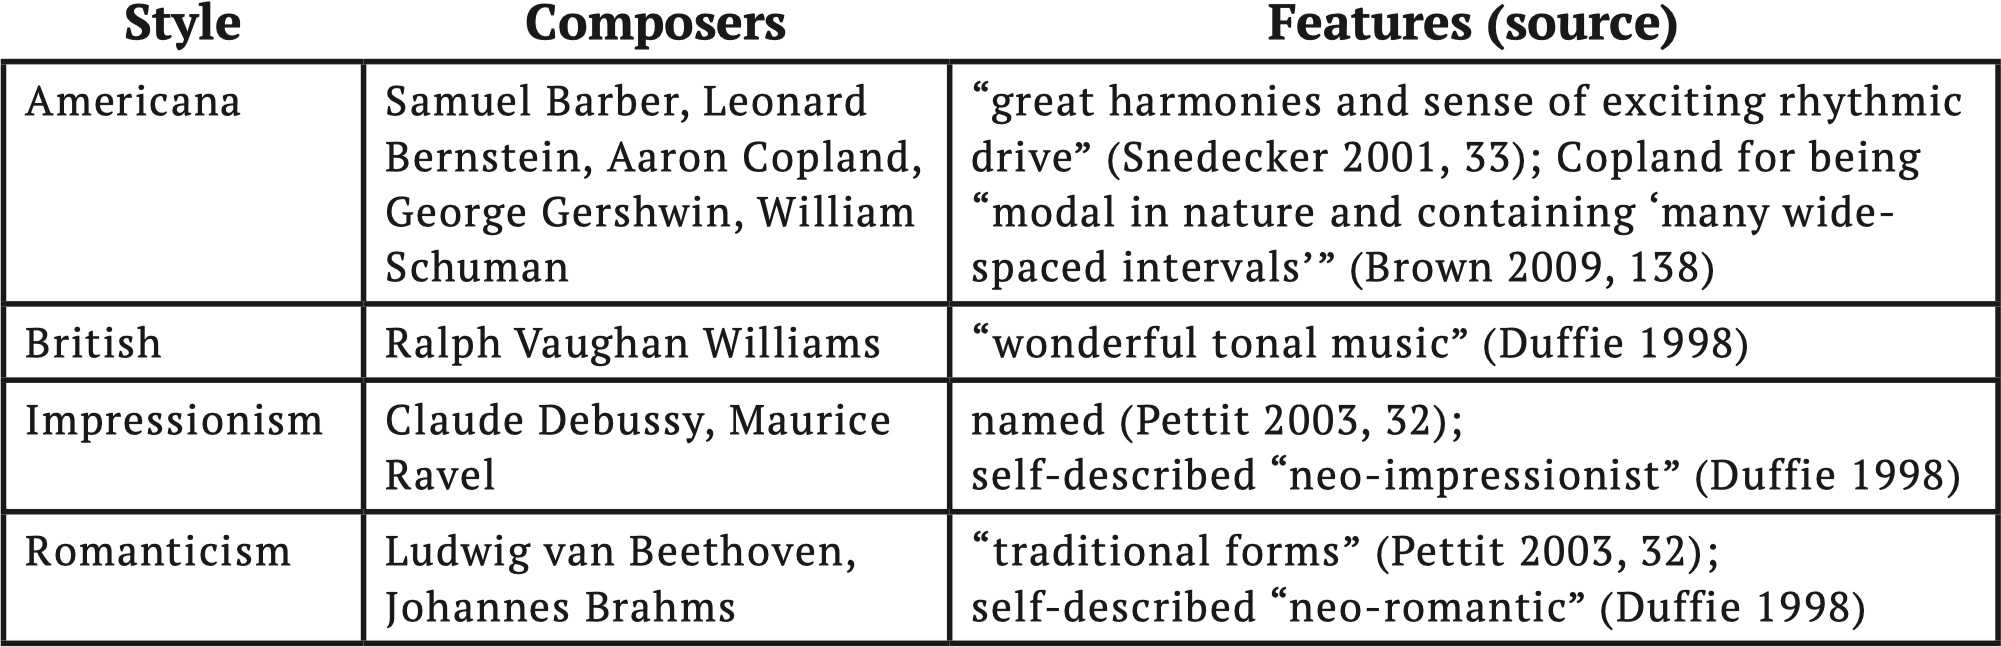 Style Composers Features (source)
Americana
Samuel Barber, Leonard
Bernstein, Aaron Copland,
George Gershwin, William
Schuman
“great harmonies and sense of exciting rhythmic
drive” (Snedecker 2001, 33); Copland for being
“modal in nature and containing ‘many wide-
spaced intervals’” (Brown 2009, 138)
British
Ralph Vaughan Williams
“wonderful tonal music” (Duffie 1998)
Impressionism
Claude Debussy, Maurice
Ravel
named (Pettit 2003, 32);
self-described “neo-impressionist” (Duffie 1998)
Romanticism
Ludwig van Beethoven,
Johannes Brahms
“traditional forms” (Pettit 2003, 32);
self-described “neo-romantic” (Duffie 1998)